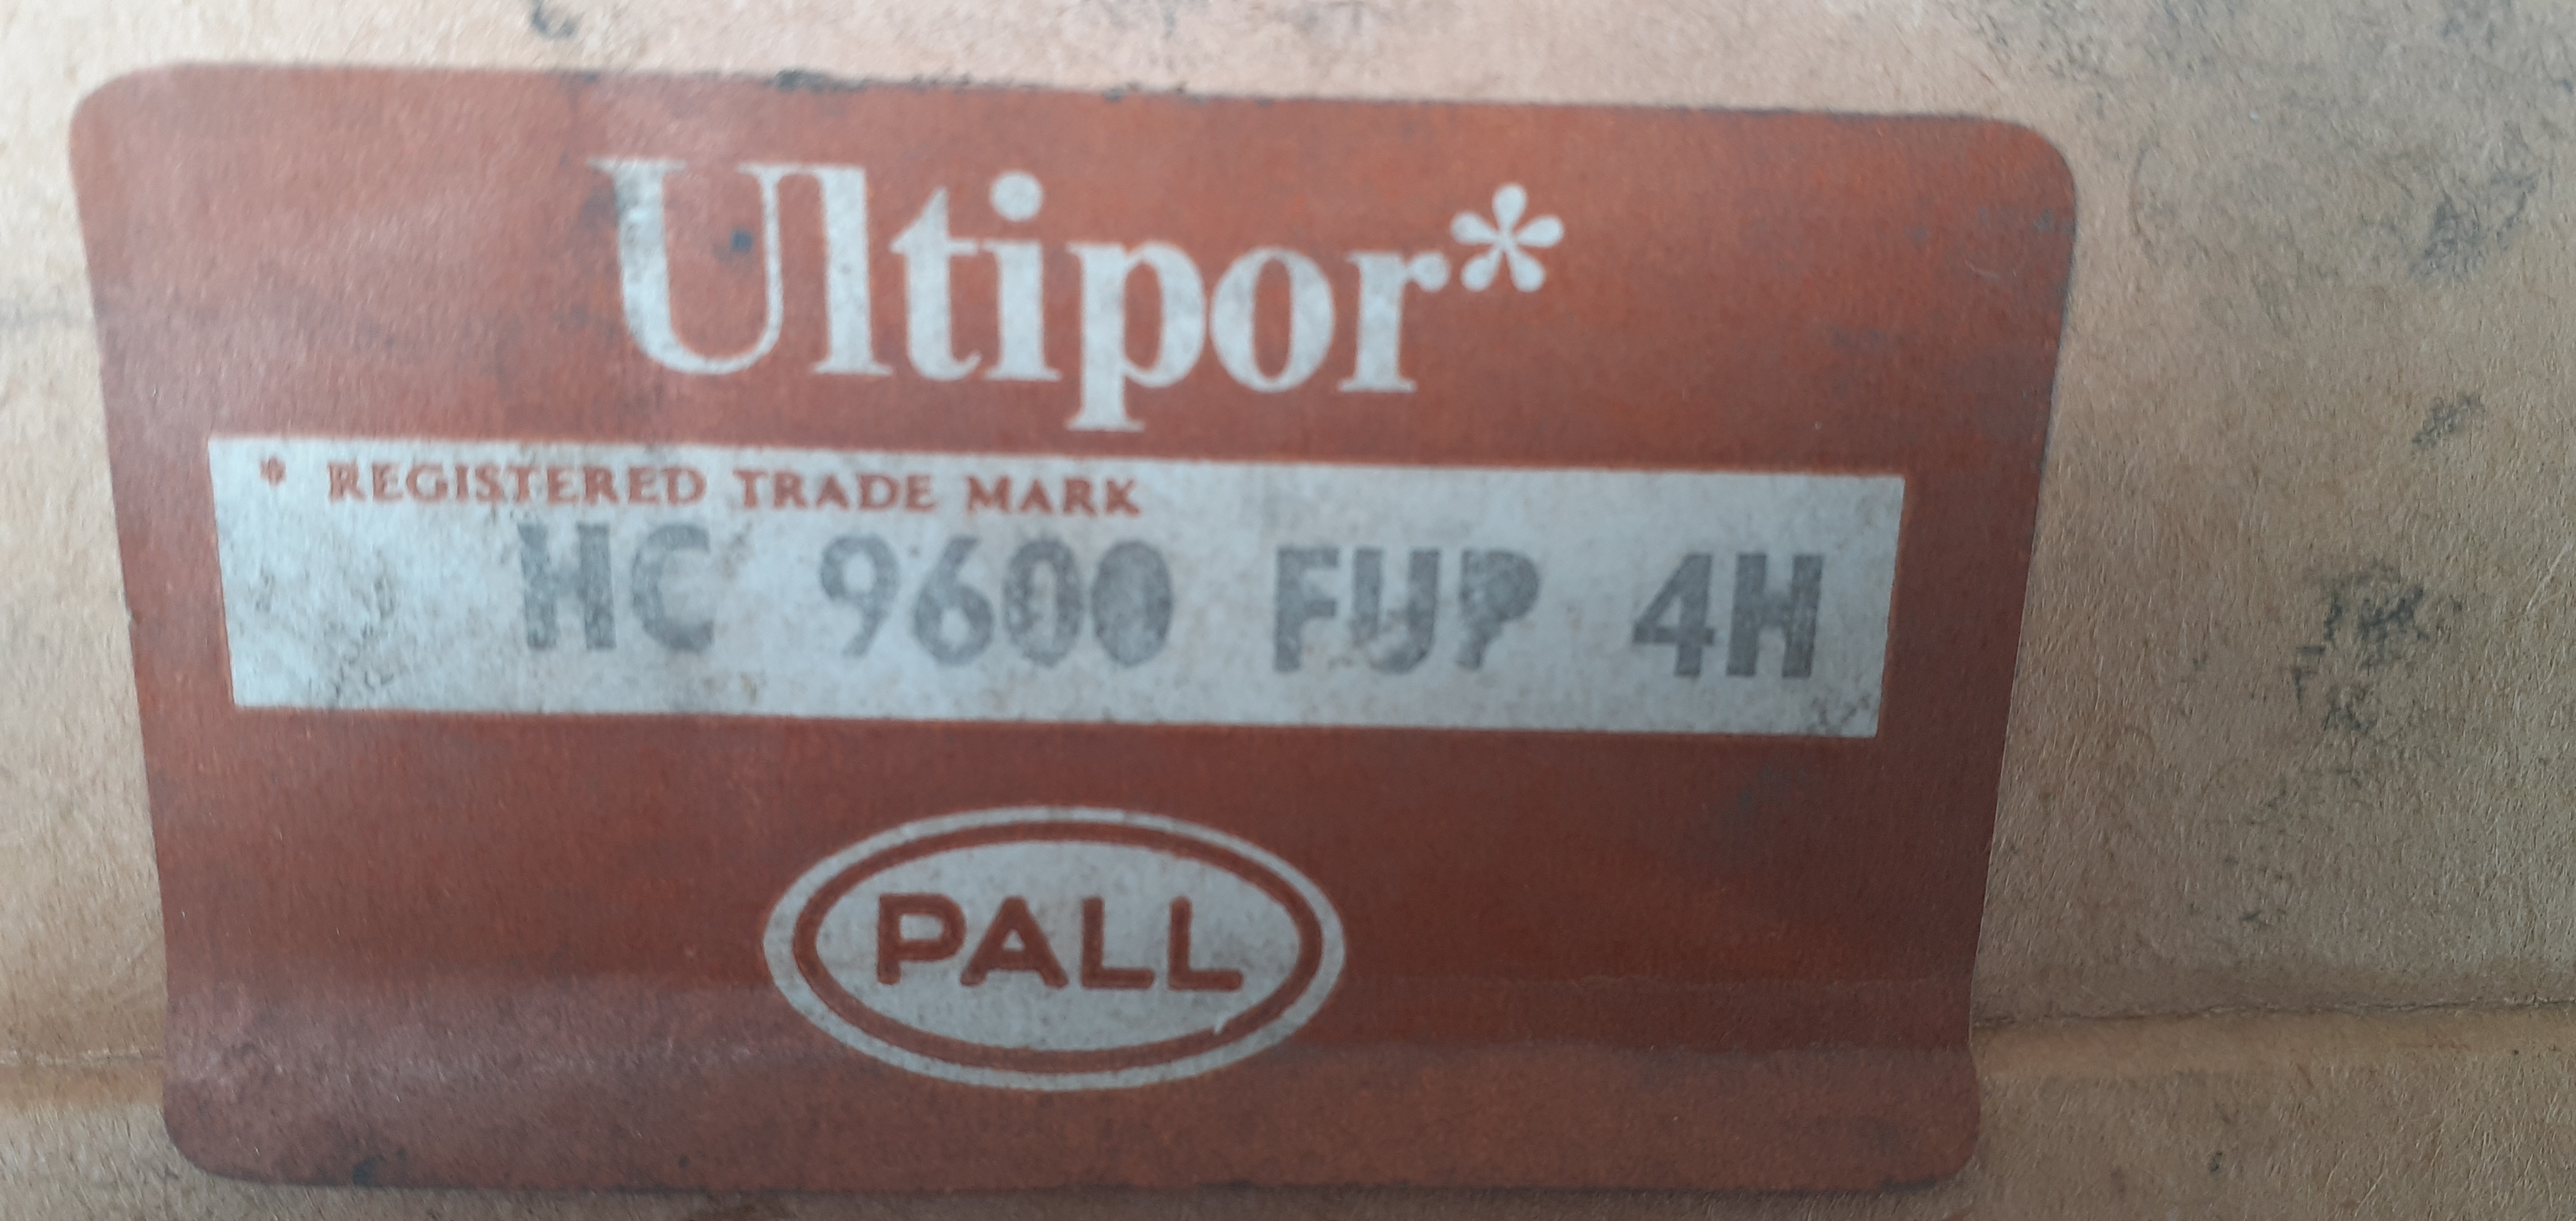 Ultipor*
* REGISTERED TRADE MARK
HC 9600 FUP 4H
PALL